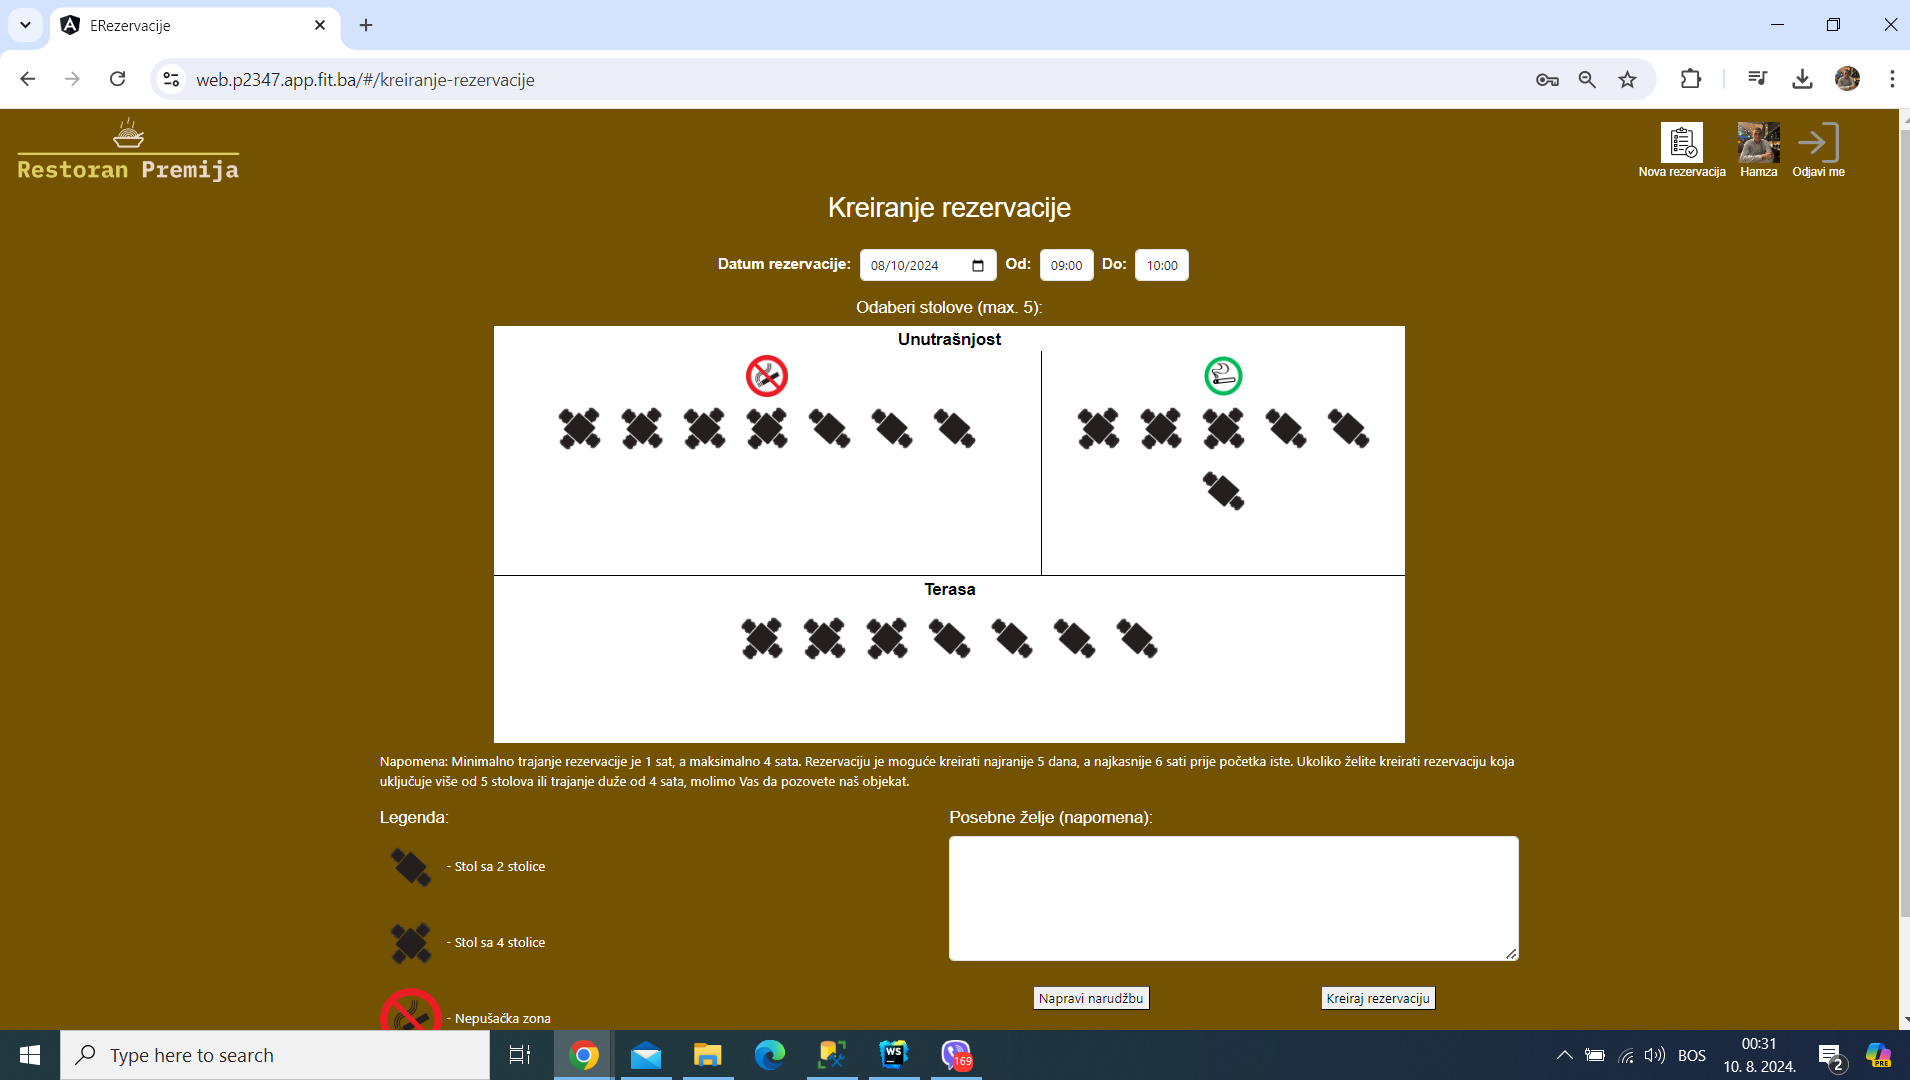 ERezervacije
web.p2347.app.fit.ba/#/kreiranje-rezervacije
Restoran Premija
Nova rezervacija
Hamza
Odjavi me
Kreiranje rezervacije
Datum rezervacije: 08/10/2024 Od: 09:00 Do: 10:00
Odaberi stolove (max. 5):
Unutrašnjost
Terasa
Napomena: Minimalno trajanje rezervacije je 1 sat, a maksimalno 4 sata. Rezervaciju je moguće kreirati najranije 5 dana, a najkasnije 6 sati prije početka iste. Ukoliko želite kreirati rezervaciju koja
uključuje više od 5 stolova ili trajanje duže od 4 sata, molimo Vas da pozovete naš objekat.
Legenda:
- Stol sa 2 stolice
- Stol sa 4 stolice
- Nepušačka zona
Posebne želje (napomena):
Napravi narudžbu
Kreiraj rezervaciju
Type here to search
WS
169
BOS
00:31
10. 8. 2024.
2
PRE